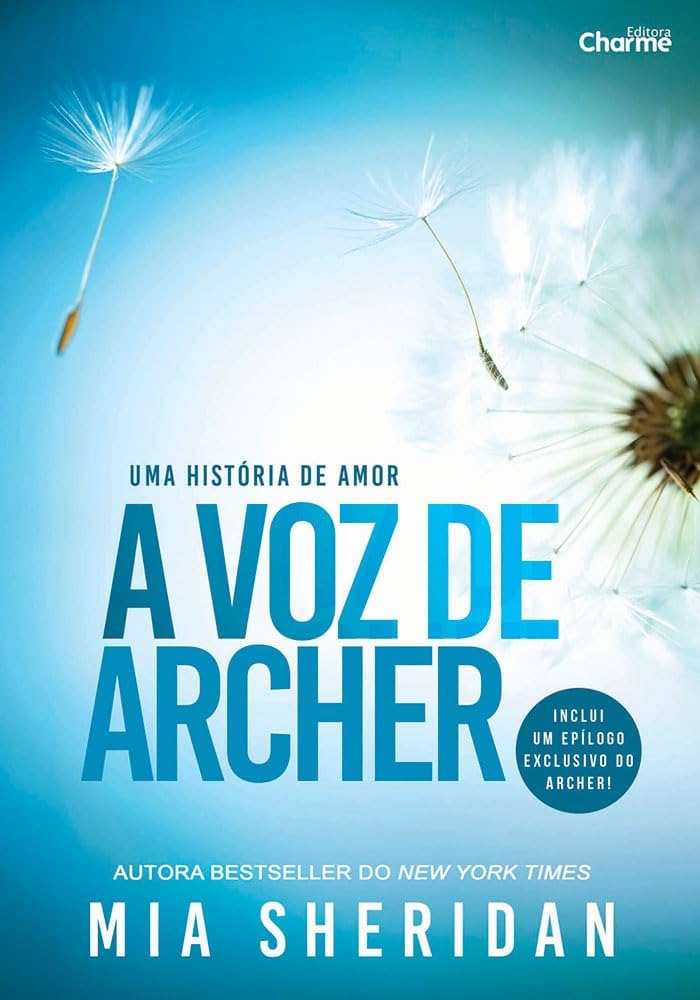 Editora
Charme
UMA HISTÓRIA DE AMOR
A VOZ DE
ARCHER
INCLUI
UM EPÍLOGO
EXCLUSIVO DO
ARCHER!
AUTORA BESTSELLER DO NEW YORK TIMES
MIA SHERIDAN